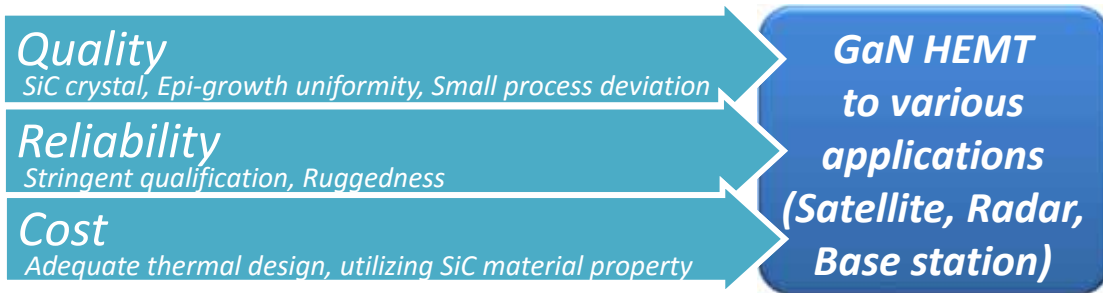 Quality
SiC crystal, Epi-growth uniformity, Small process deviation
Reliability
Stringent qualification, Ruggedness
Cost
Adequate thermal design, utilizing SiC material property
GaN HEMT
to various
applications
(Satellite, Radar,
Base station)